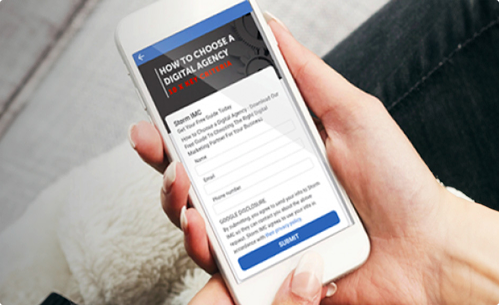 HOW TO CHOOSE A
DIGITAL AGENCY
Storm IMC
Get Your Free Guide Today
How to Choose a Digital Agency - Download Our
Free Guide To Choosing The Right Digital
Marketing Partner For Your Business
Name
Email
Phone number
GOOGLE DISCLOSURE
By submitting, you agree to send your info to Storm
IMC so they can contact you about the above
request. Storm IMC agrees to use your info in
accordance with their privacy policy.
SUBMIT